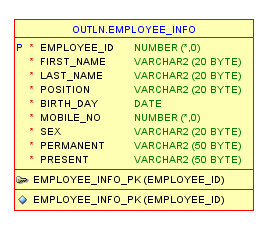 OUTLN.EMPLOYEE_INFO
P * EMPLOYEE_ID NUMBER (*,0)
* FIRST_NAME VARCHAR2 (20 BYTE)
* LAST_NAME VARCHAR2 (20 BYTE)
* POSITION VARCHAR2 (20 BYTE)
* BIRTH_DAY DATE
* MOBILE_NO NUMBER (*,0)
* SEX VARCHAR2 (20 BYTE)
* PERMANENT VARCHAR2 (50 BYTE)
* PRESENT VARCHAR2 (50 BYTE)
EMPLOYEE_INFO_PK (EMPLOYEE_ID)
EMPLOYEE_INFO_PK (EMPLOYEE_ID)